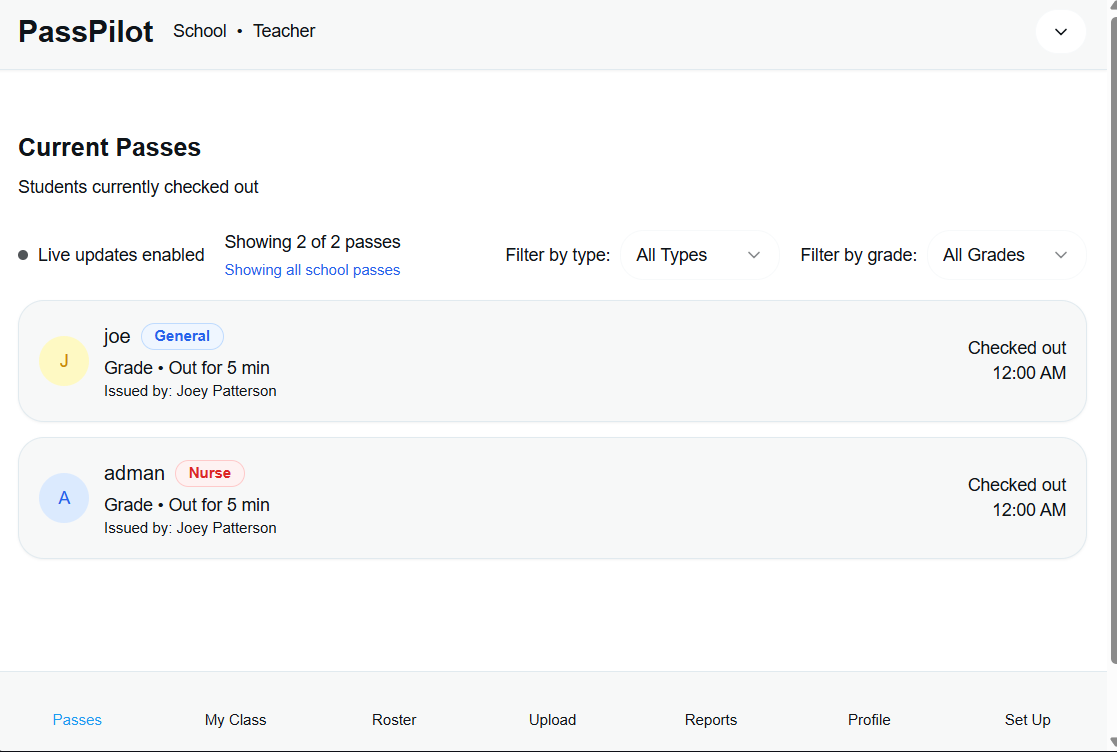 PassPilot School • Teacher
Current Passes
Students currently checked out
Live updates enabled
Showing 2 of 2 passes
Showing all school passes
Filter by type: All Types
Filter by grade: All Grades
J
joe General
Grade • Out for 5 min
Issued by: Joey Patterson
Checked out
12:00 AM
A
adman Nurse
Grade • Out for 5 min
Issued by: Joey Patterson
Checked out
12:00 AM
Passes My Class Roster Upload Reports Profile Set Up